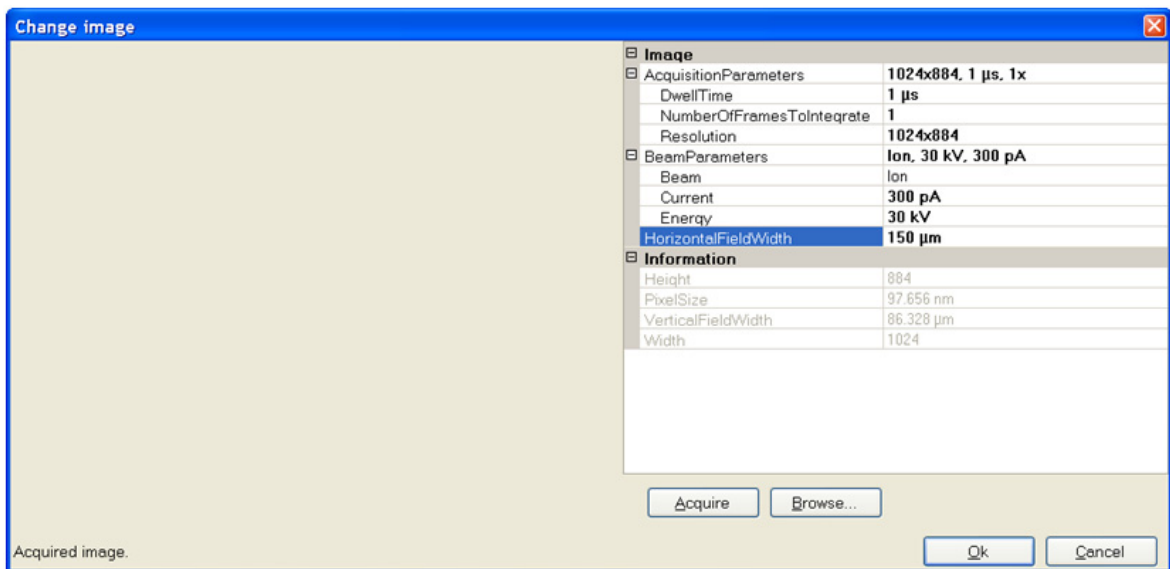 Change image
Image
AcquisitionParameters 1024x884, 1 µs, 1x
DwellTime 1 µs
NumberOfFramesToIntegrate 1
Resolution 1024x884
BeamParameters Ion, 30 kV, 300 pA
Beam Ion
Current 300 pA
Energy 30 kV
HorizontalFieldWidth 150 µm
Information
Height 884
PixelSize 97.656 nm
VerticalFieldWidth 86.328 µm
Width 1024
Acquire Browse...
Acquired image. Ok Cancel